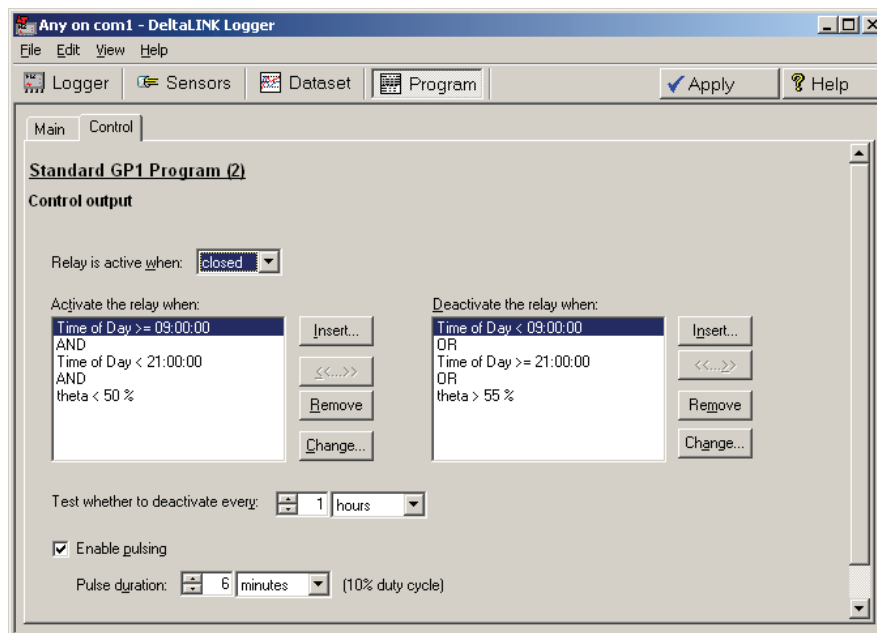 Any on com1 - DeltaLINK Logger
File Edit View Help
Logger Sensors Dataset Program Apply Help
Main Control
Standard GP1 Program (2)
Control output
Relay is active when: closed
Activate the relay when: Deactivate the relay when:
Time of Day >= 09:00:00 Insert... Time of Day < 09:00:00 Insert...
AND OR
Time of Day < 21:00:00 <<...>> Time of Day >= 21:00:00 <<...>>
AND OR
theta < 50 % Remove theta > 55 % Remove
Change... Change...
Test whether to deactivate every: 1 hours
Enable pulsing
Pulse duration: 6 minutes (10% duty cycle)